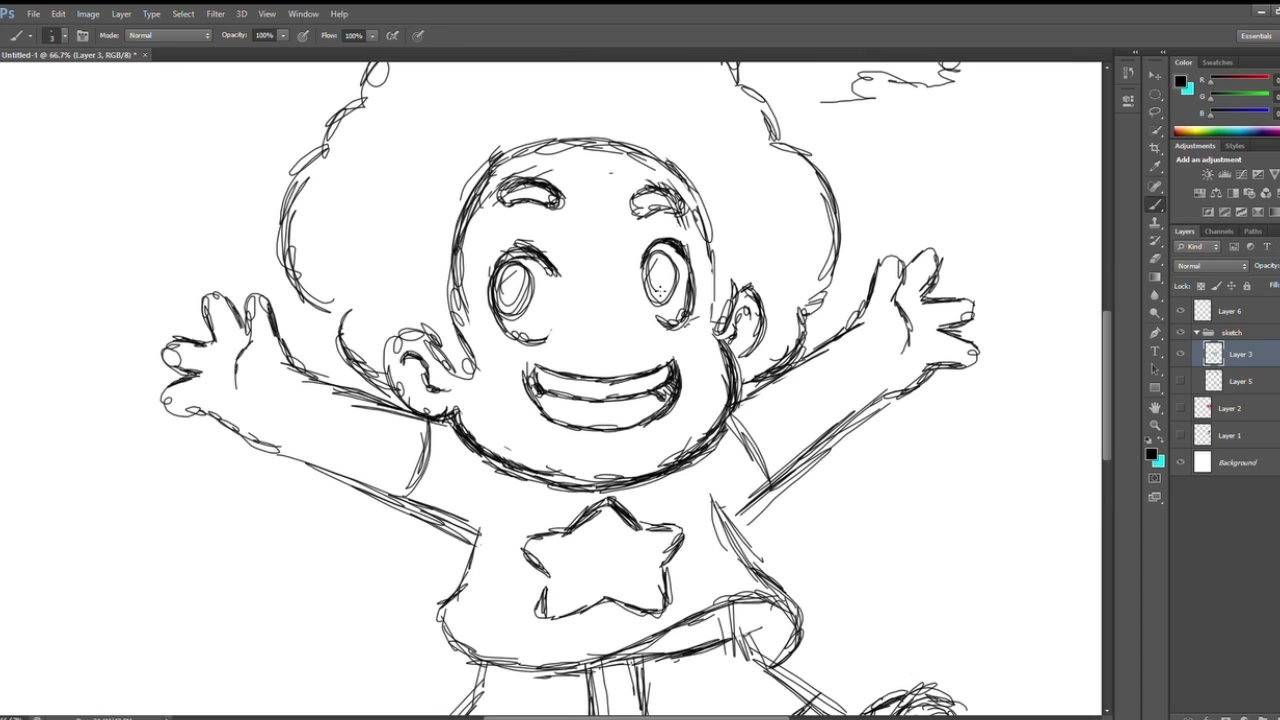 Ps File Edit Image Layer Type Select Filter 3D View Window Help
3 Mode: Normal Opacity: 100% Flow: 100% Essentials
Untitled-1 @ 66.7% (Layer 3, RGB/8) * ×
Color Swatches
R
G
B
Adjustments Styles
Add an adjustment
Layers Channels Paths
Kind
Normal Opacity:
Lock:
Layer 6
sketch
Layer 3
Layer 5
Layer 2
Layer 1
Background